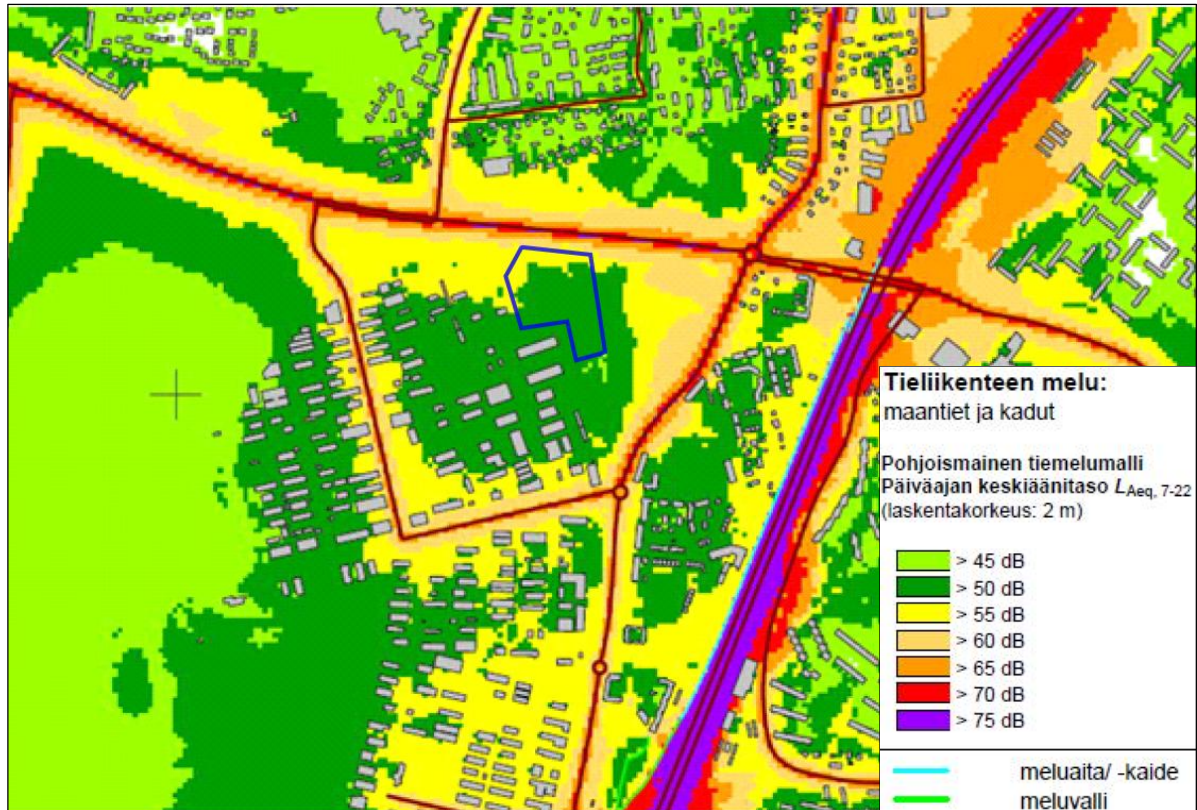 Tieliikenteen melu:
maantiet ja kadut
Pohjoismainen tiemelumalli
Päiväajan keskiäänitaso LAeq, 7-22
(laskentakorkeus: 2 m)
> 45 dB
> 50 dB
> 55 dB
> 60 dB
> 65 dB
> 70 dB
> 75 dB
meluaita/ -kaide
meluvalli